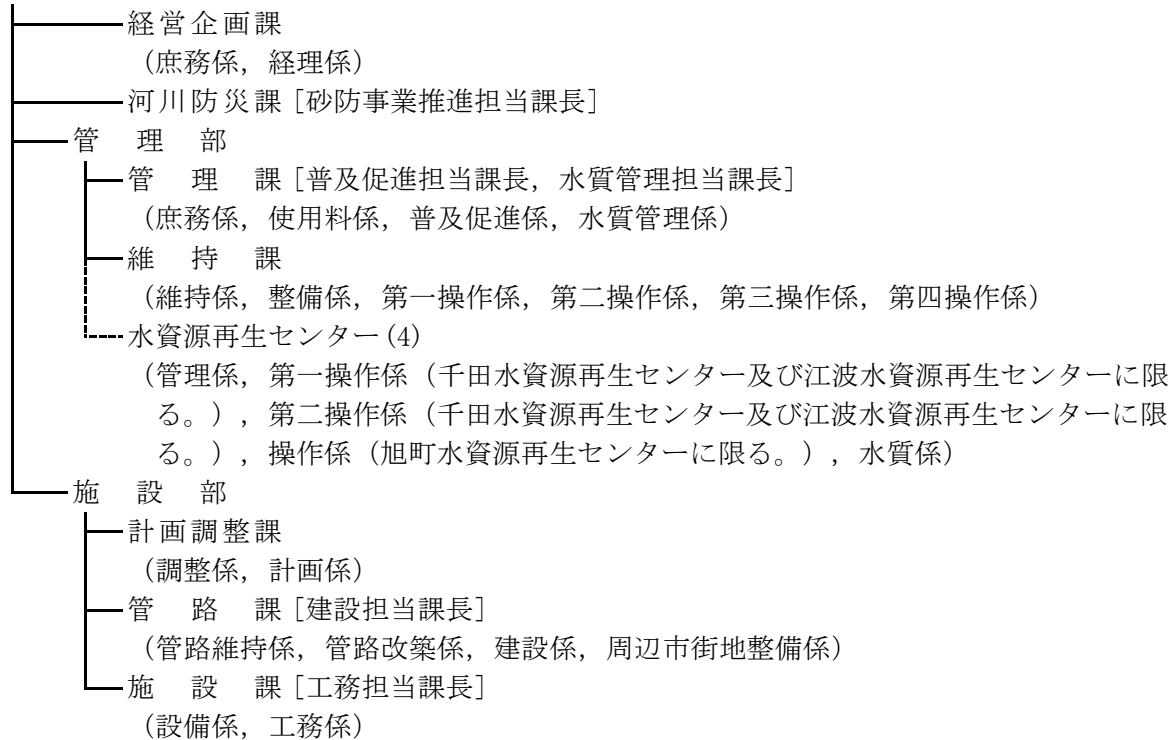 経営企画課
（庶務係，経理係）
河川防災課［砂防事業推進担当課長］
管　理　部
管　理　課［普及促進担当課長，水質管理担当課長］
（庶務係，使用料係，普及促進係，水質管理係）
維　持　課
（維持係，整備係，第一操作係，第二操作係，第三操作係，第四操作係）
水資源再生センター(4)
（管理係，第一操作係（千田水資源再生センター及び江波水資源再生センターに限
る。），第二操作係（千田水資源再生センター及び江波水資源再生センターに限
る。），操作係（旭町水資源再生センターに限る。），水質係）
施　設　部
計画調整課
（調整係，計画係）
管　路　課［建設担当課長］
（管路維持係，管路改築係，建設係，周辺市街地整備係）
施　設　課［工務担当課長］
（設備係，工務係）